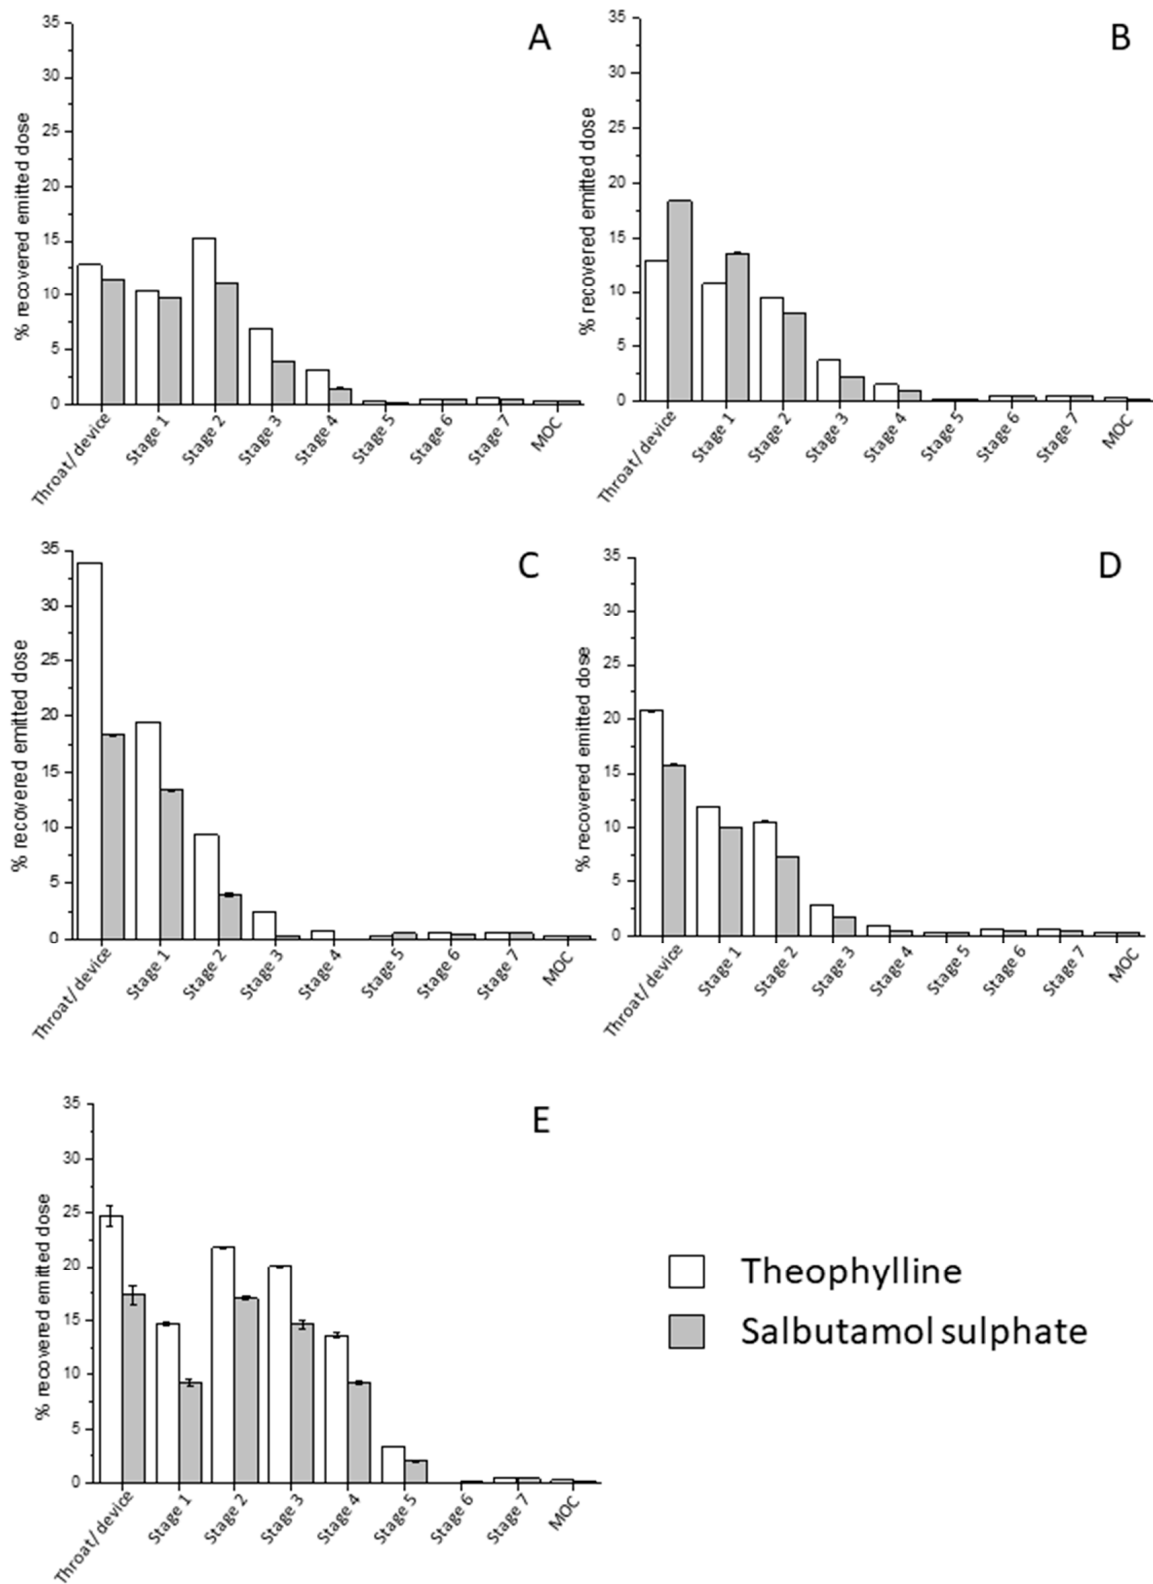 A
% recovered emitted dose
35
30
25
20
15
10
5
0
Throat/ device
Stage 1
Stage 2
Stage 3
Stage 4
Stage 5
Stage 6
Stage 7
MOC
B
% recovered emitted dose
35
30
25
20
15
10
5
0
Throat/ device
Stage 1
Stage 2
Stage 3
Stage 4
Stage 5
Stage 6
Stage 7
MOC
C
% recovered emitted dose
35
30
25
20
15
10
5
0
Throat/ device
Stage 1
Stage 2
Stage 3
Stage 4
Stage 5
Stage 6
Stage 7
MOC
D
% recovered emitted dose
35
30
25
20
15
10
5
0
Throat/ device
Stage 1
Stage 2
Stage 3
Stage 4
Stage 5
Stage 6
Stage 7
MOC
E
% recovered emitted dose
35
30
25
20
15
10
5
0
Throat/ device
Stage 1
Stage 2
Stage 3
Stage 4
Stage 5
Stage 6
Stage 7
MOC
Theophylline
Salbutamol sulphate